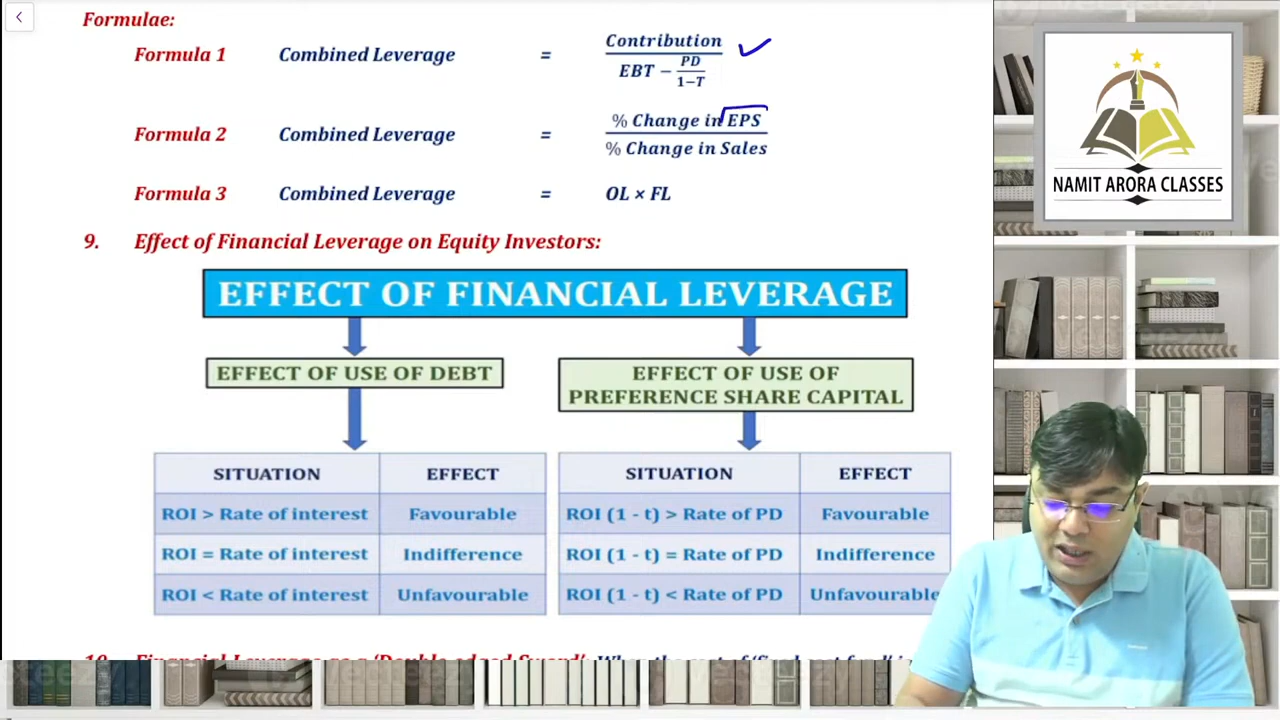 Formulae:
Formula 1 Combined Leverage = Contribution / EBT − PD / 1−T
Formula 2 Combined Leverage = % Change in EPS / % Change in Sales
Formula 3 Combined Leverage = OL × FL
9. Effect of Financial Leverage on Equity Investors:
EFFECT OF FINANCIAL LEVERAGE
EFFECT OF USE OF DEBT
SITUATION EFFECT
ROI > Rate of interest Favourable
ROI = Rate of interest Indifference
ROI < Rate of interest Unfavourable
EFFECT OF USE OF
PREFERENCE SHARE CAPITAL
SITUATION EFFECT
ROI (1 - t) > Rate of PD Favourable
ROI (1 - t) = Rate of PD Indifference
ROI (1 - t) < Rate of PD Unfavourable
NAMIT ARORA CLASSES